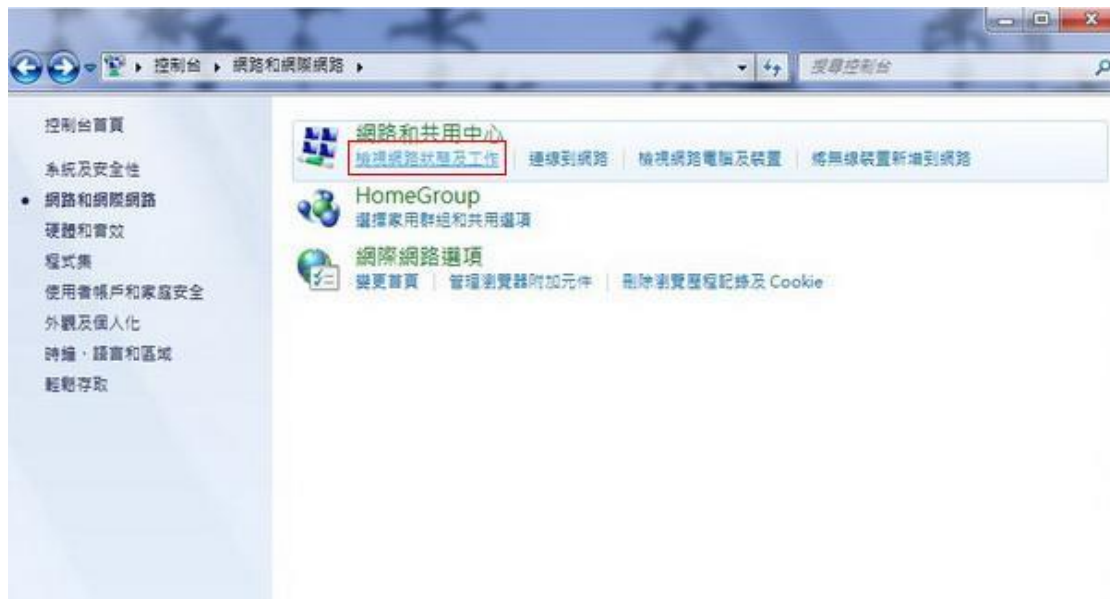 控制台 ▸ 網路和網際網路 ▸
搜尋控制台
控制台首頁
系統及安全性
網路和網際網路
硬體和音效
程式集
使用者帳戶和家庭安全
外觀及個人化
時鐘、語言和區域
輕鬆存取
網路和共用中心
檢視網路狀態及工作 | 連線到網路 | 檢視網路電腦及裝置 | 將無線裝置新增到網路
HomeGroup
選擇家用群組和共用選項
網際網路選項
變更首頁 | 管理瀏覽器附加元件 | 刪除瀏覽歷程記錄及 Cookie